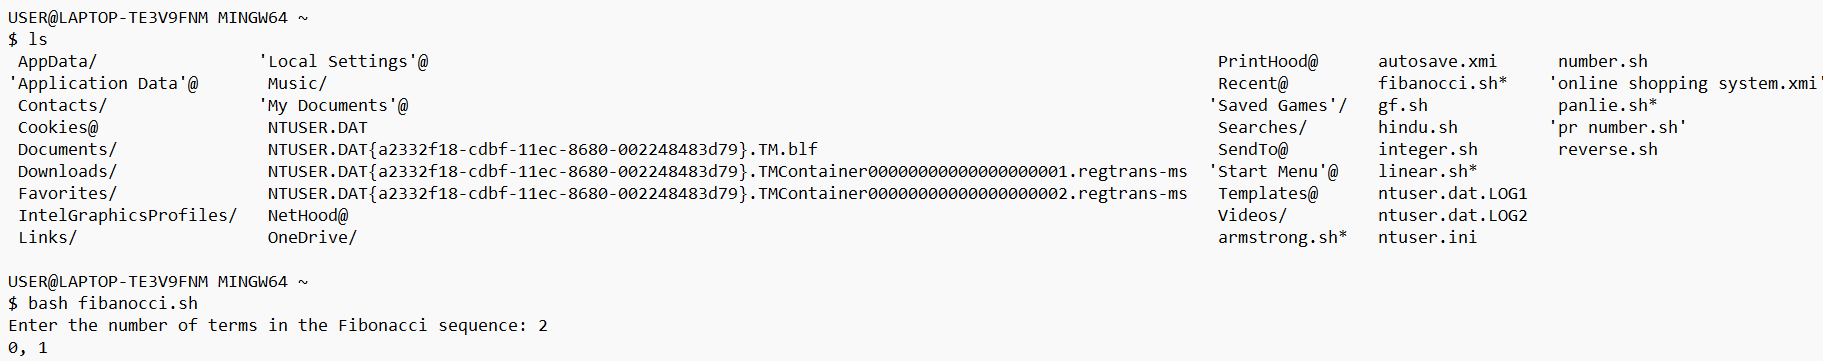 USER@LAPTOP-TE3V9FNM MINGW64 ~
$ ls
 AppData/                'Local Settings'@                                                                               PrintHood@      autosave.xmi      number.sh
'Application Data'@       Music/                                                                                         Recent@         fibanocci.sh*    'online shopping system.xmi'
 Contacts/               'My Documents'@                                                                                'Saved Games'/   gf.sh             panlie.sh*
 Cookies@                 NTUSER.DAT                                                                                     Searches/       hindu.sh         'pr number.sh'
 Documents/               NTUSER.DAT{a2332f18-cdbf-11ec-8680-002248483d79}.TM.blf                                        SendTo@         integer.sh        reverse.sh
 Downloads/               NTUSER.DAT{a2332f18-cdbf-11ec-8680-002248483d79}.TMContainer00000000000000000001.regtrans-ms  'Start Menu'@    linear.sh*
 Favorites/               NTUSER.DAT{a2332f18-cdbf-11ec-8680-002248483d79}.TMContainer00000000000000000002.regtrans-ms   Templates@      ntuser.dat.LOG1
 IntelGraphicsProfiles/   NetHood@                                                                                       Videos/         ntuser.dat.LOG2
 Links/                   OneDrive/                                                                                      armstrong.sh*   ntuser.ini
USER@LAPTOP-TE3V9FNM MINGW64 ~
$ bash fibanocci.sh
Enter the number of terms in the Fibonacci sequence: 2
0, 1